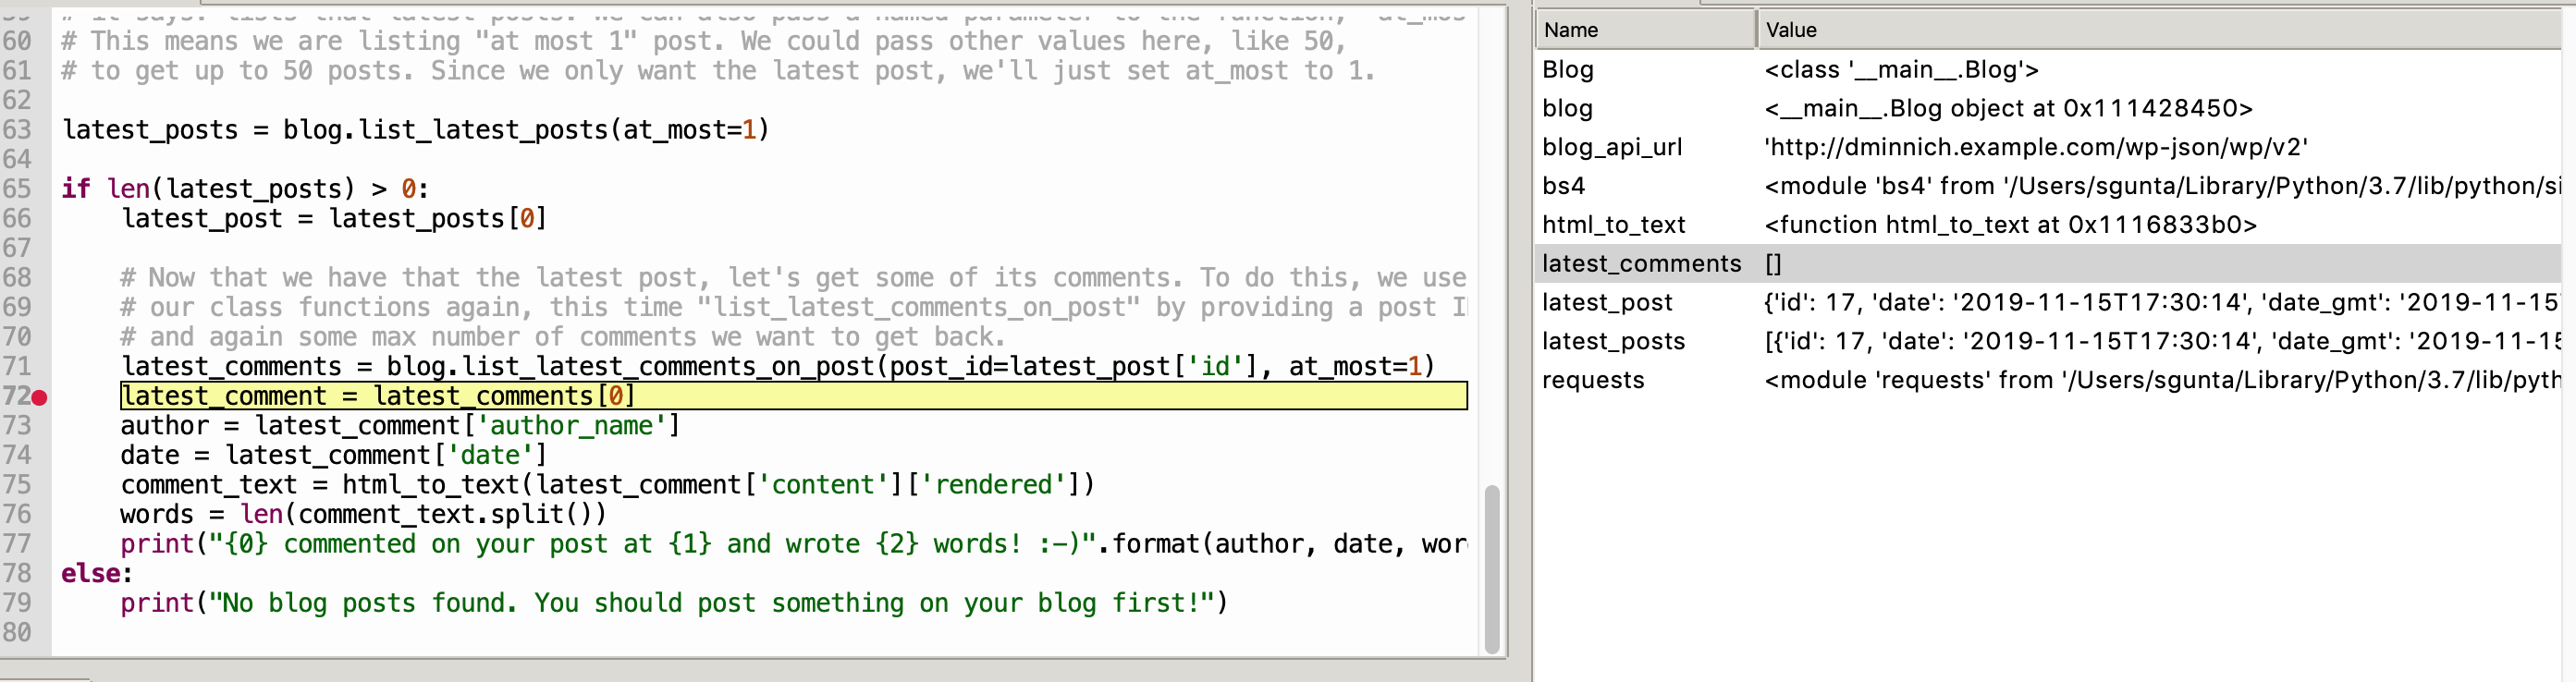 59 # it says: lists that latest posts. We can also pass a named parameter to the function,
60 # This means we are listing "at most 1" post. We could pass other values here, like 50,
61 # to get up to 50 posts. Since we only want the latest post, we'll just set at_most to 1.
62
63 latest_posts = blog.list_latest_posts(at_most=1)
64
65 if len(latest_posts) > 0:
66     latest_post = latest_posts[0]
67
68     # Now that we have that the latest post, let's get some of its comments. To do this, we use
69     # our class functions again, this time "list_latest_comments_on_post" by providing a post
70     # and again some max number of comments we want to get back.
71     latest_comments = blog.list_latest_comments_on_post(post_id=latest_post['id'], at_most=1)
72     latest_comment = latest_comments[0]
73     author = latest_comment['author_name']
74     date = latest_comment['date']
75     comment_text = html_to_text(latest_comment['content']['rendered'])
76     words = len(comment_text.split())
77     print("{0} commented on your post at {1} and wrote {2} words! :-)".format(author, date, wor
78 else:
79     print("No blog posts found. You should post something on your blog first!")
80
Name Value
Blog <class '__main__.Blog'>
blog <__main__.Blog object at 0x111428450>
blog_api_url 'http://dminnich.example.com/wp-json/wp/v2'
bs4 <module 'bs4' from '/Users/sgunta/Library/Python/3.7/lib/python/si
html_to_text <function html_to_text at 0x1116833b0>
latest_comments []
latest_post {'id': 17, 'date': '2019-11-15T17:30:14', 'date_gmt': '2019-11-15
latest_posts [{'id': 17, 'date': '2019-11-15T17:30:14', 'date_gmt': '2019-11-15
requests <module 'requests' from '/Users/sgunta/Library/Python/3.7/lib/pyth